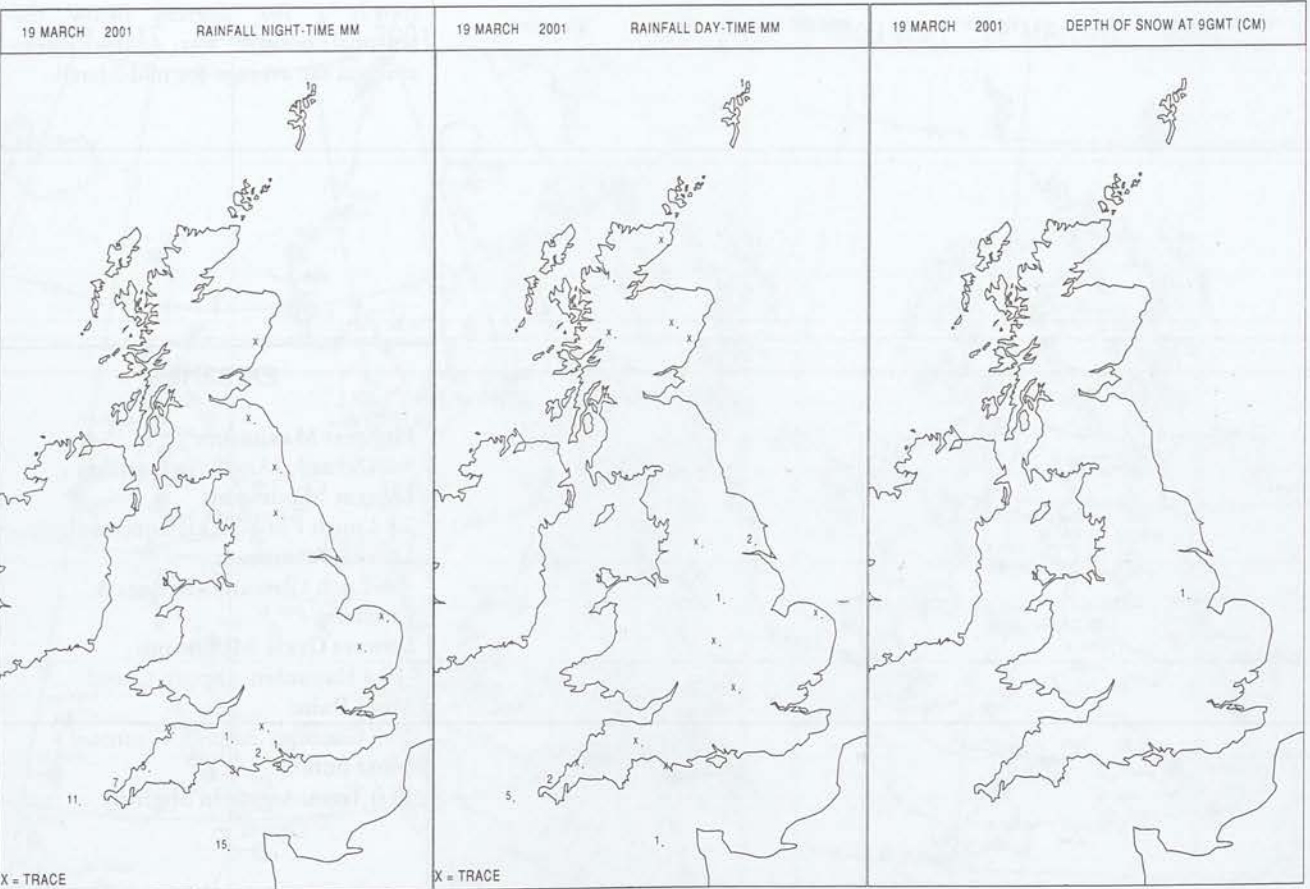 19 MARCH 2001 RAINFALL NIGHT-TIME MM
x
x
x
x
x
x
x
1.
1
2.
7
11.
15.
X = TRACE
19 MARCH 2001 RAINFALL DAY-TIME MM
x
x.
x.
x.
2.
x.
1.
x.
x.
x.
x.
2
5.
1.
X = TRACE
19 MARCH 2001 DEPTH OF SNOW AT 9GMT (CM)
1.